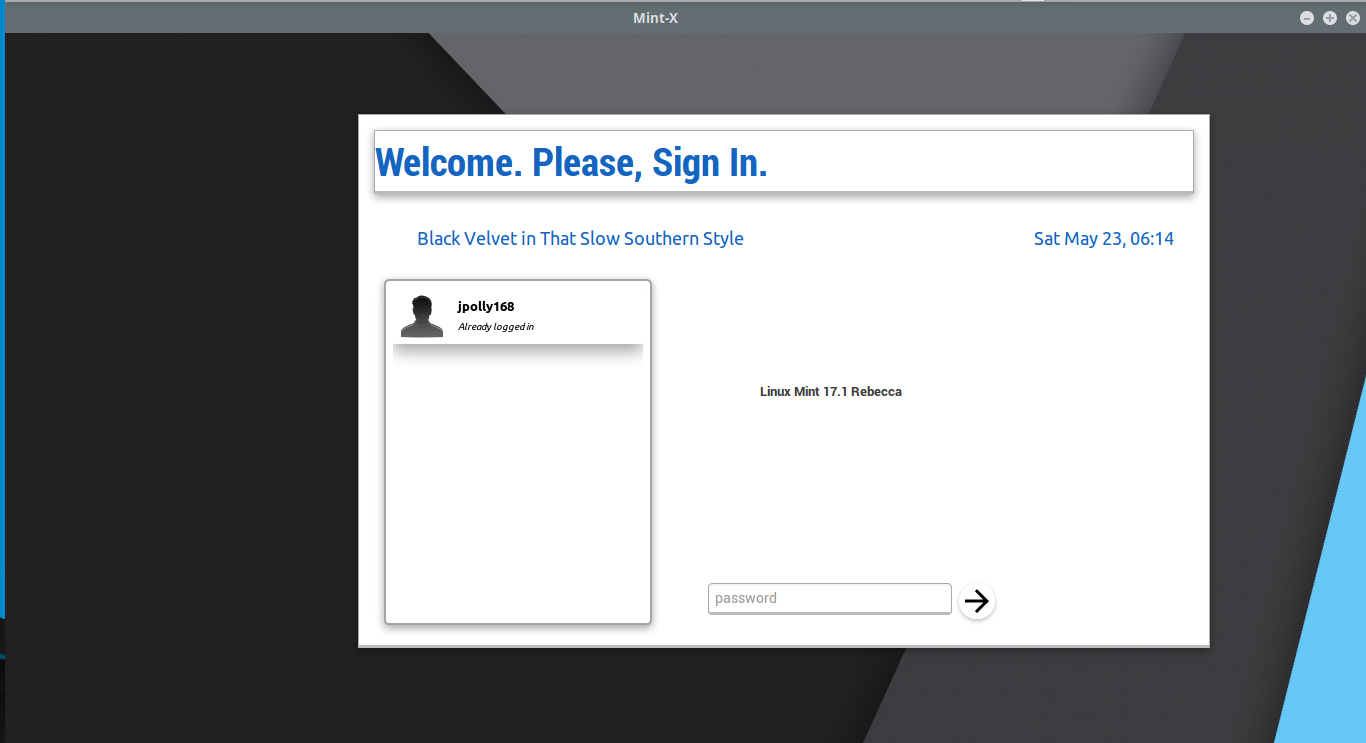 Mint-X
Welcome. Please, Sign In.
Black Velvet in That Slow Southern Style
Sat May 23, 06:14
jpolly168
Already logged in
Linux Mint 17.1 Rebecca
password